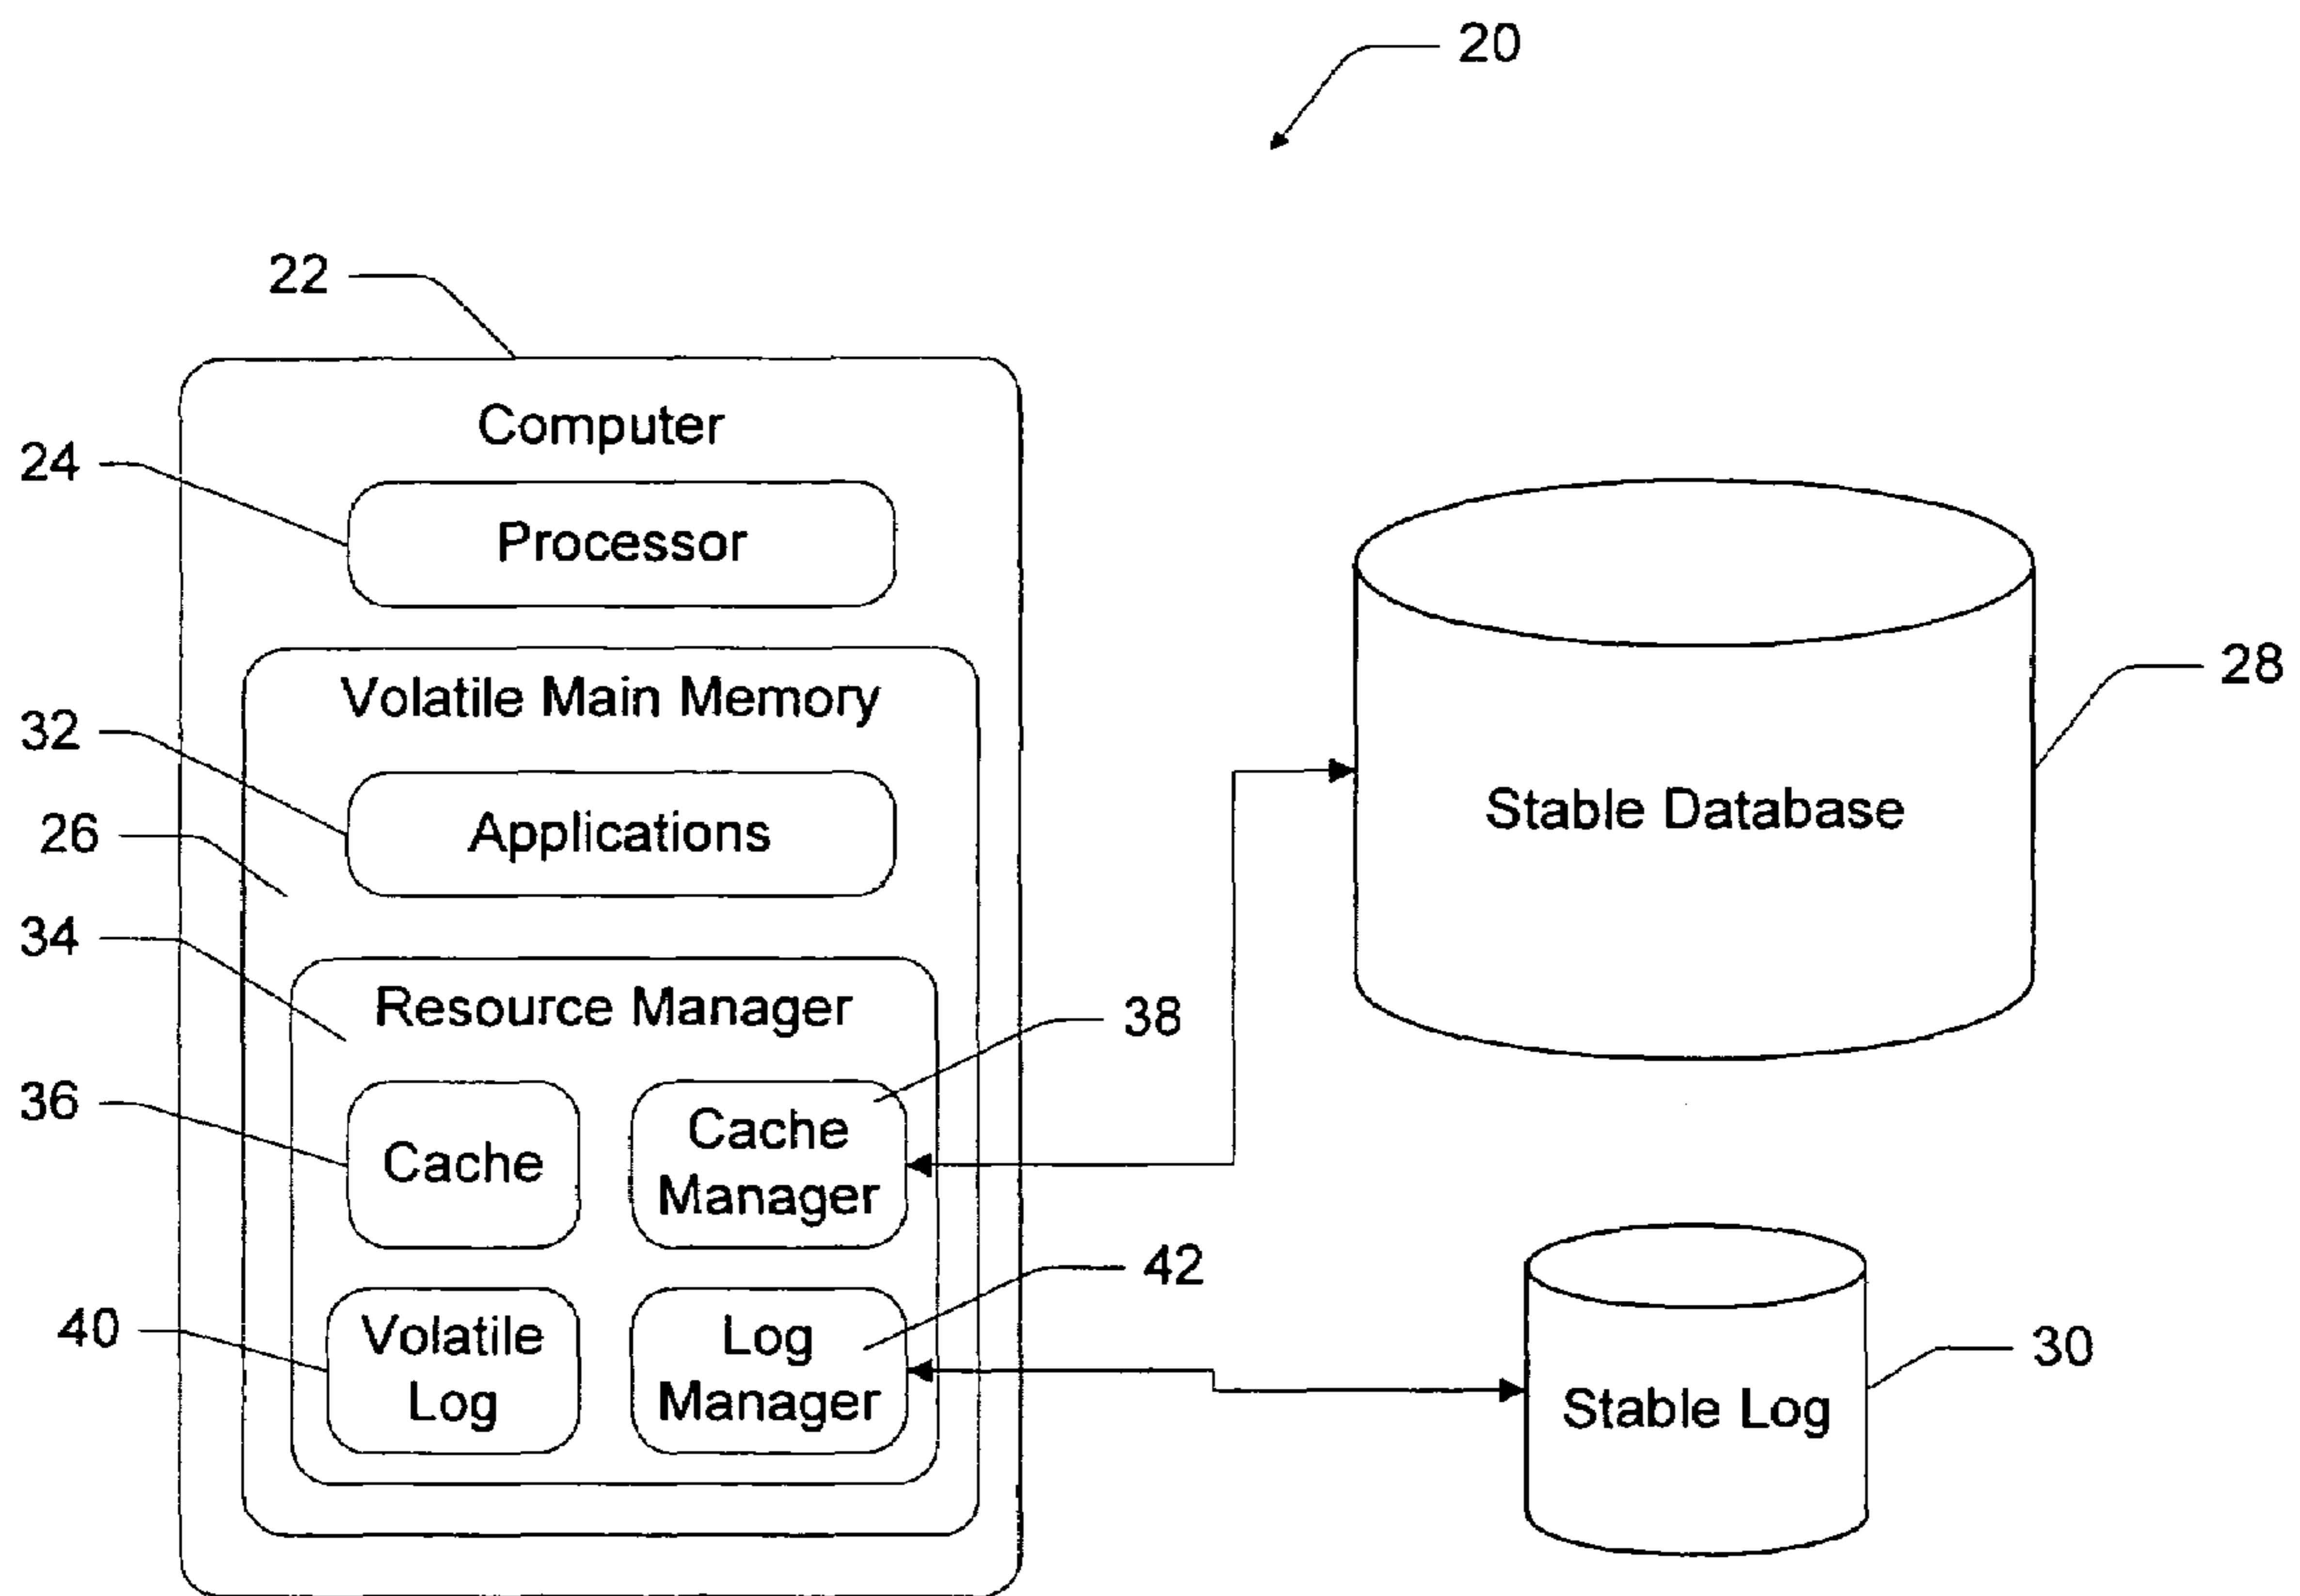 20
22
Computer
24
Processor
Volatile Main Memory
28
32
Applications
Stable Database
26
34
Resource Manager
38
36
Cache
Cache
Manager
42
40
Volatile
Log
Log
Manager
30
Stable Log